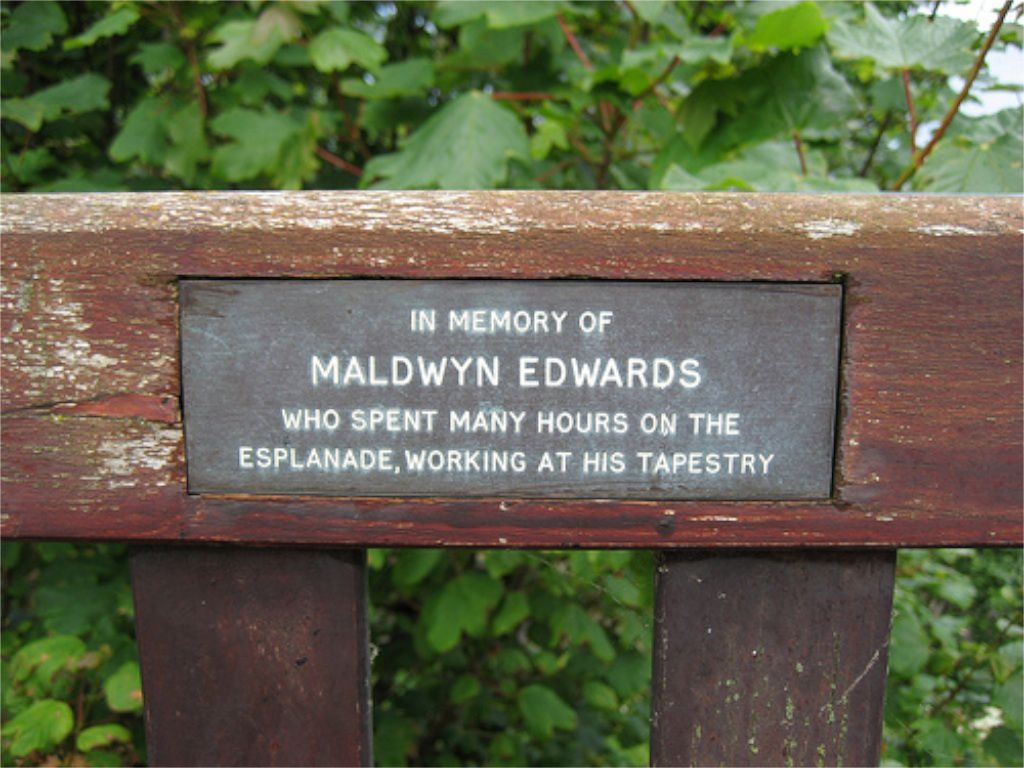 IN MEMORY OF
MALDWYN EDWARDS
WHO SPENT MANY HOURS ON THE
ESPLANADE, WORKING AT HIS TAPESTRY